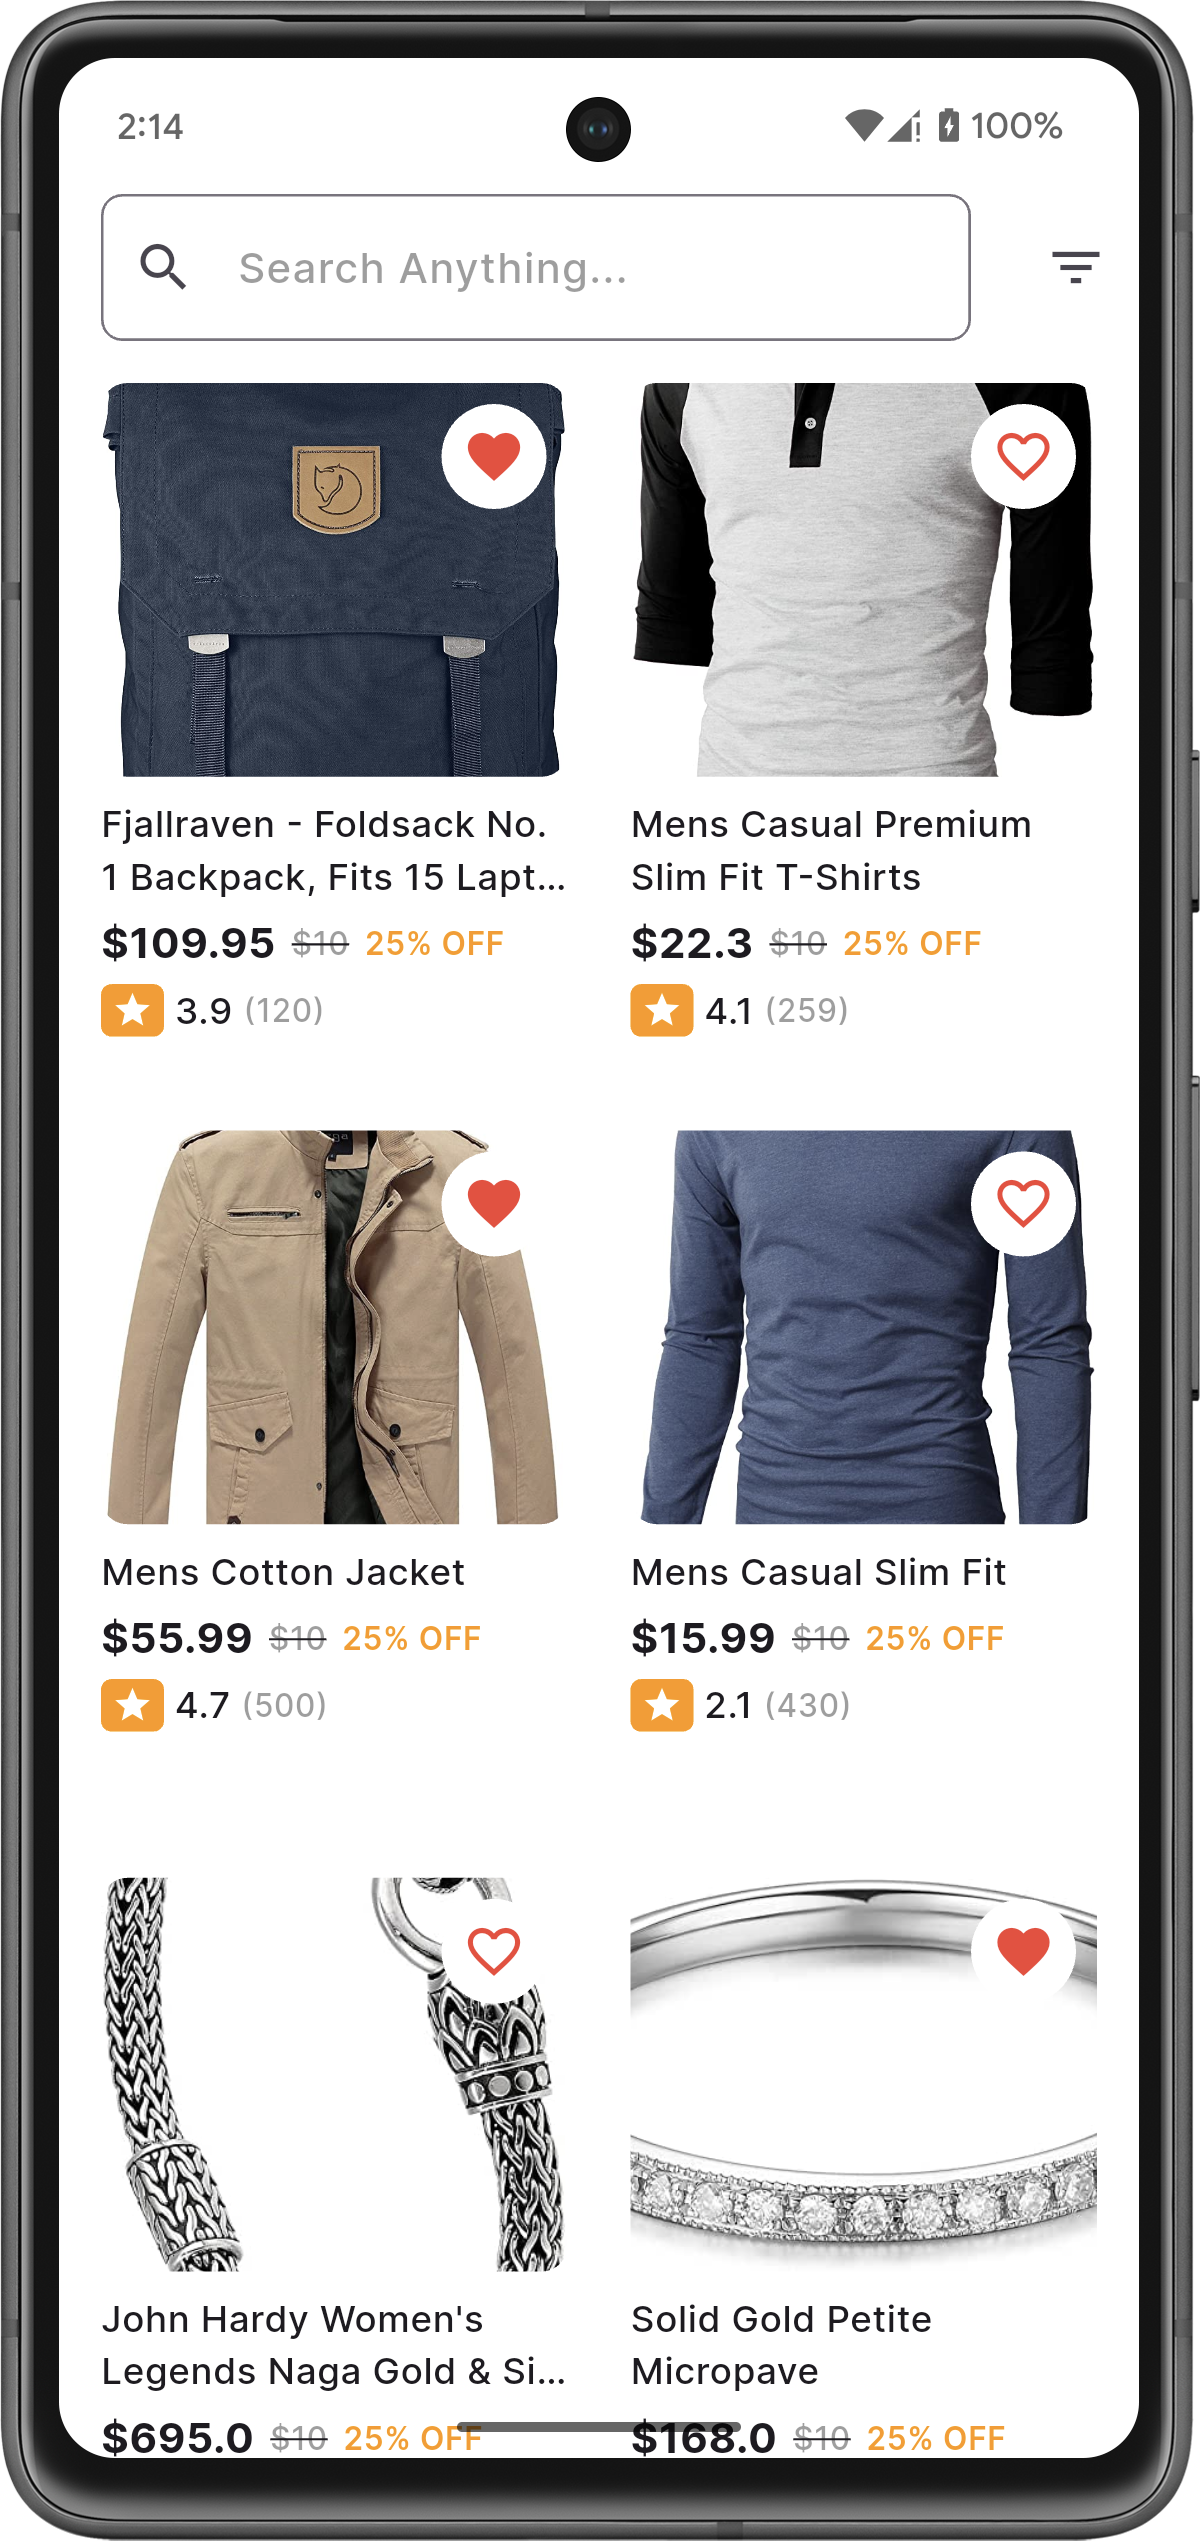 2:14
100%
Search Anything...
Fjallraven - Foldsack No.
1 Backpack, Fits 15 Lapt...
$109.95 $10 25% OFF
3.9 (120)
Mens Casual Premium
Slim Fit T-Shirts
$22.3 $10 25% OFF
4.1 (259)
Mens Cotton Jacket
$55.99 $10 25% OFF
4.7 (500)
Mens Casual Slim Fit
$15.99 $10 25% OFF
2.1 (430)
John Hardy Women's
Legends Naga Gold & Si...
$695.0 $10 25% OFF
Solid Gold Petite
Micropave
$168.0 $10 25% OFF